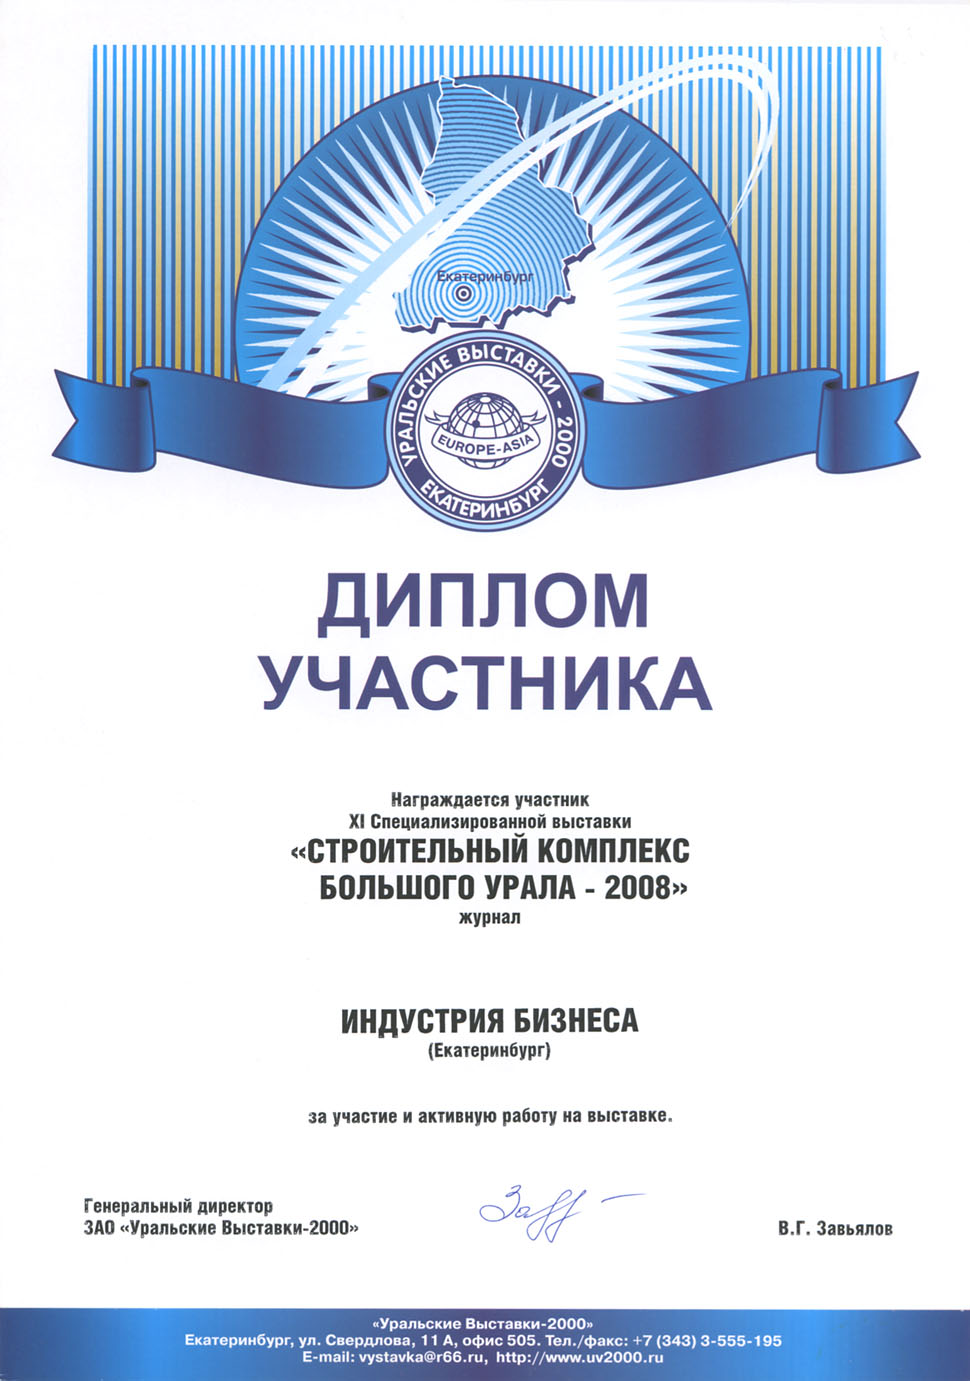 Екатеринбург
УРАЛЬСКИЕ ВЫСТАВКИ - 2000
EUROPE-ASIA
ЕКАТЕРИНБУРГ
ДИПЛОМ
УЧАСТНИКА
Награждается участник
XI Специализированной выставки
«СТРОИТЕЛЬНЫЙ КОМПЛЕКС
БОЛЬШОГО УРАЛА - 2008»
журнал
ИНДУСТРИЯ БИЗНЕСА
(Екатеринбург)
за участие и активную работу на выставке.
Генеральный директор
ЗАО «Уральские Выставки-2000»
В.Г. Завьялов
«Уральские Выставки-2000»
Екатеринбург, ул. Свердлова, 11 А, офис 505. Тел./факс: +7 (343) 3-555-195
E-mail: vystavka@r66.ru, http://www.uv2000.ru